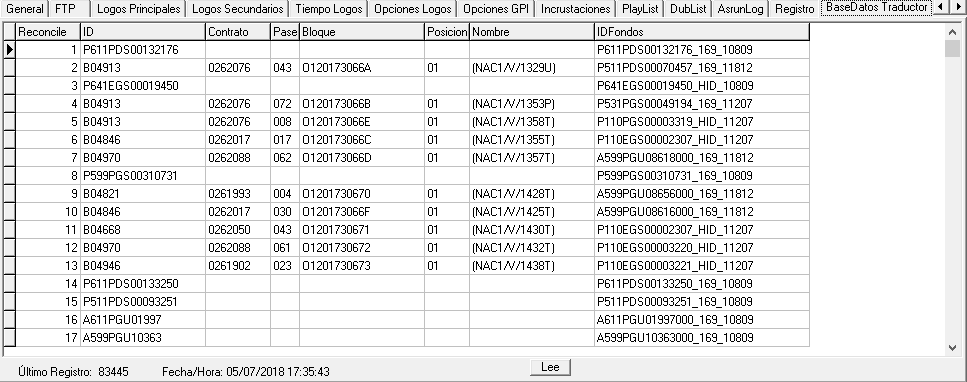 General FTP Logos Principales Logos Secundarios Tiempo Logos Opciones Logos Opciones GPI Incrustaciones PlayList DubList AsrunLog Registro BaseDatos Traductor
Reconcile ID Contrato Pase Bloque Posicion Nombre IDFondos
1 P611PDS00132176 P611PDS00132176_169_10809
2 B04913 0262076 043 O120173066A 01 (NAC1/V/1329U) P511PDS00070457_169_11812
3 P641EGS00019450 P641EGS00019450_HID_10809
4 B04913 0262076 072 O120173066B 01 (NAC1/V/1353P) P531PGS00049194_169_11207
5 B04913 0262076 008 O120173066E 01 (NAC1/V/1358T) P110PGS00003319_HID_11207
6 B04846 0262017 017 O120173066C 01 (NAC1/V/1355T) P110EGS00002307_HID_11207
7 B04970 0262088 062 O120173066D 01 (NAC1/V/1357T) A599PGU08618000_169_11812
8 P599PGS00310731 P599PGS00310731_169_10809
9 B04821 0261993 004 O1201730670 01 (NAC1/V/1428T) A599PGU08656000_169_11812
10 B04846 0262017 030 O120173066F 01 (NAC1/V/1425T) A599PGU08616000_169_11812
11 B04668 0262050 043 O1201730671 01 (NAC1/V/1430T) P110EGS00002307_HID_11207
12 B04970 0262088 061 O1201730672 01 (NAC1/V/1432T) P110EGS00003220_HID_11207
13 B04946 0261902 023 O1201730673 01 (NAC1/V/1438T) P110EGS00003221_HID_11207
14 P611PDS00133250 P611PDS00133250_169_10809
15 P511PDS00093251 P511PDS00093251_169_10809
16 A611PGU01997 A611PGU01997000_169_10809
17 A599PGU10363 A599PGU10363000_169_10809
Último Registro: 83445 Fecha/Hora: 05/07/2018 17:35:43 Lee